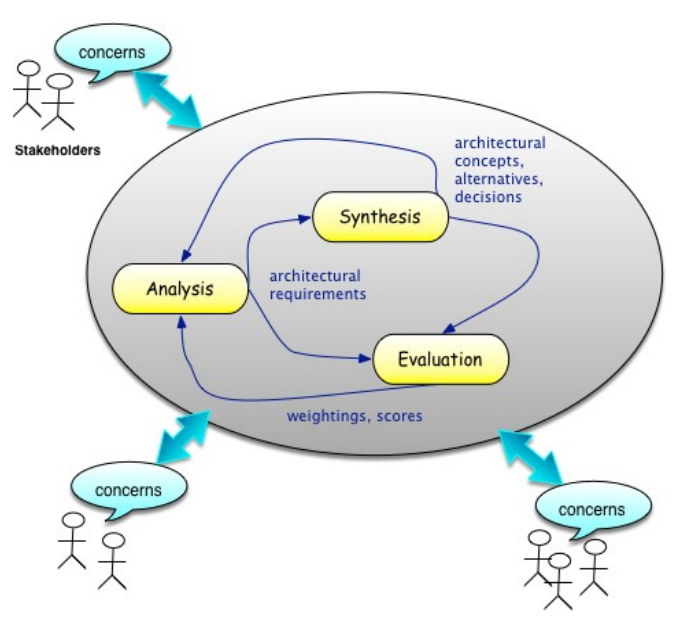 concerns
Stakeholders
architectural
concepts,
alternatives,
decisions
Synthesis
Analysis
architectural
requirements
Evaluation
weightings, scores
concerns
concerns